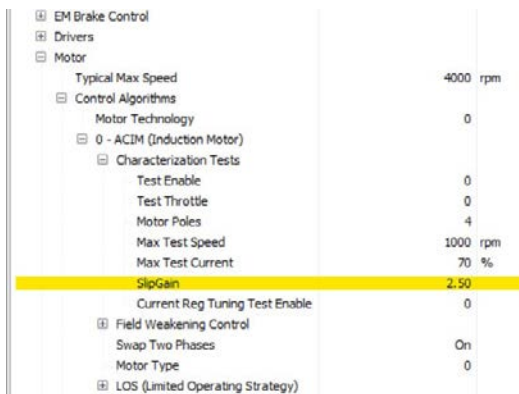 EM Brake Control
Drivers
Motor
Typical Max Speed 4000 rpm
Control Algorithms
Motor Technology 0
0 - ACIM (Induction Motor)
Characterization Tests
Test Enable 0
Test Throttle 0
Motor Poles 4
Max Test Speed 1000 rpm
Max Test Current 70 %
SlipGain 2.50
Current Reg Tuning Test Enable 0
Field Weakening Control
Swap Two Phases On
Motor Type 0
LOS (Limited Operating Strategy)